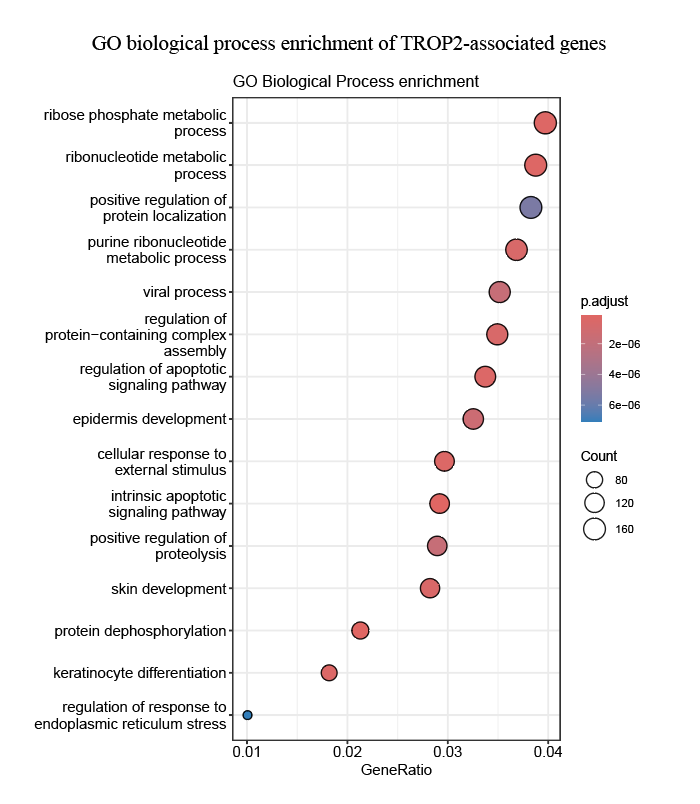 GO biological process enrichment of TROP2-associated genes
GO Biological Process enrichment
ribose phosphate metabolic
process
ribonucleotide metabolic
process
positive regulation of
protein localization
purine ribonucleotide
metabolic process
viral process
regulation of
protein−containing complex
assembly
regulation of apoptotic
signaling pathway
epidermis development
cellular response to
external stimulus
intrinsic apoptotic
signaling pathway
positive regulation of
proteolysis
skin development
protein dephosphorylation
keratinocyte differentiation
regulation of response to
endoplasmic reticulum stress
0.01 0.02 0.03 0.04
GeneRatio
p.adjust
2e−06
4e−06
6e−06
Count
80
120
160